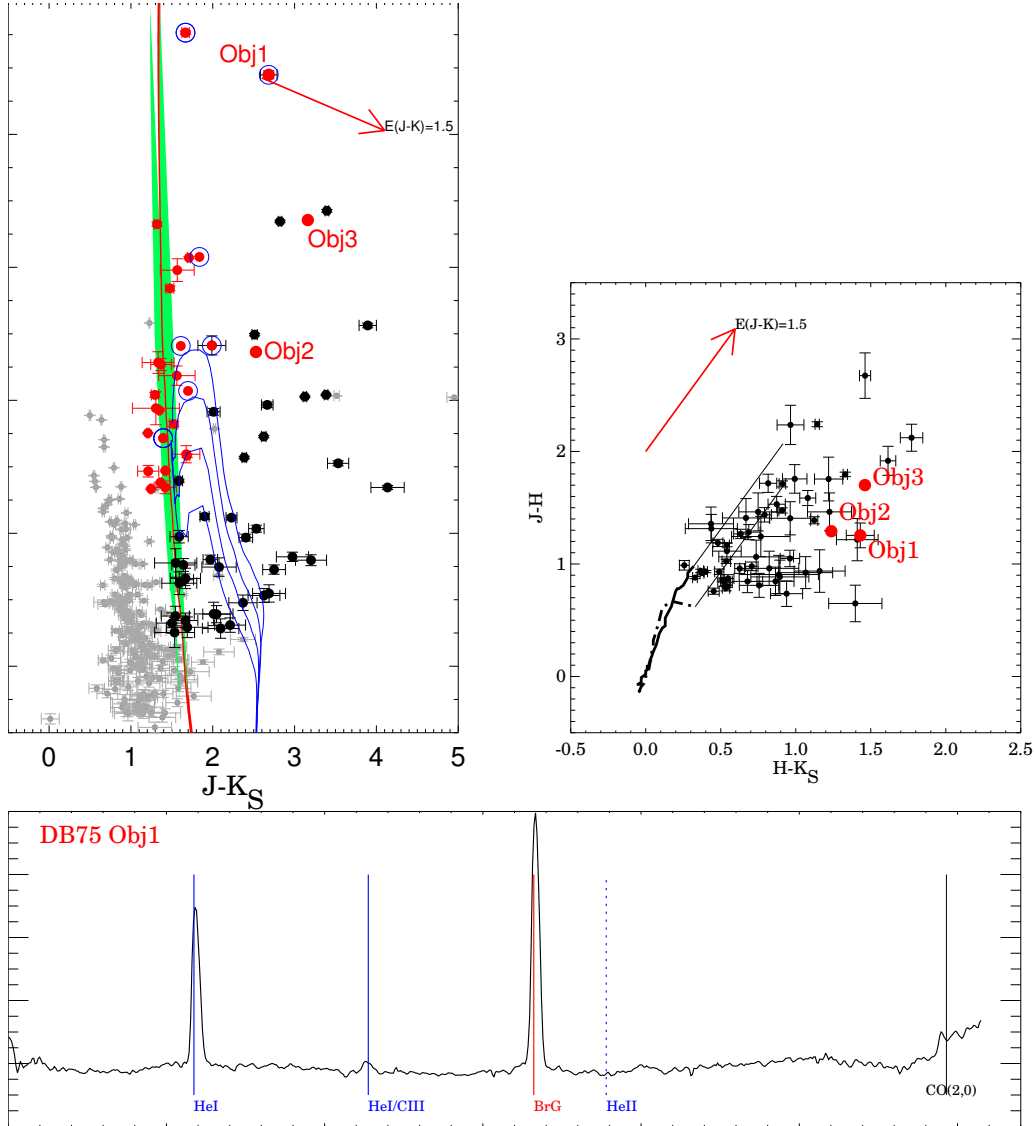 Obj1
E(J-K)=1.5
Obj3
Obj2
0 1 2 3 4 5
J-K_S
E(J-K)=1.5
3
2
1
0
J-H
Obj3
Obj2
Obj1
-0.5 0.0 0.5 1.0 1.5 2.0 2.5
H-K_S
DB75 Obj1
HeI
HeI/CIII
BrG
HeII
CO(2,0)